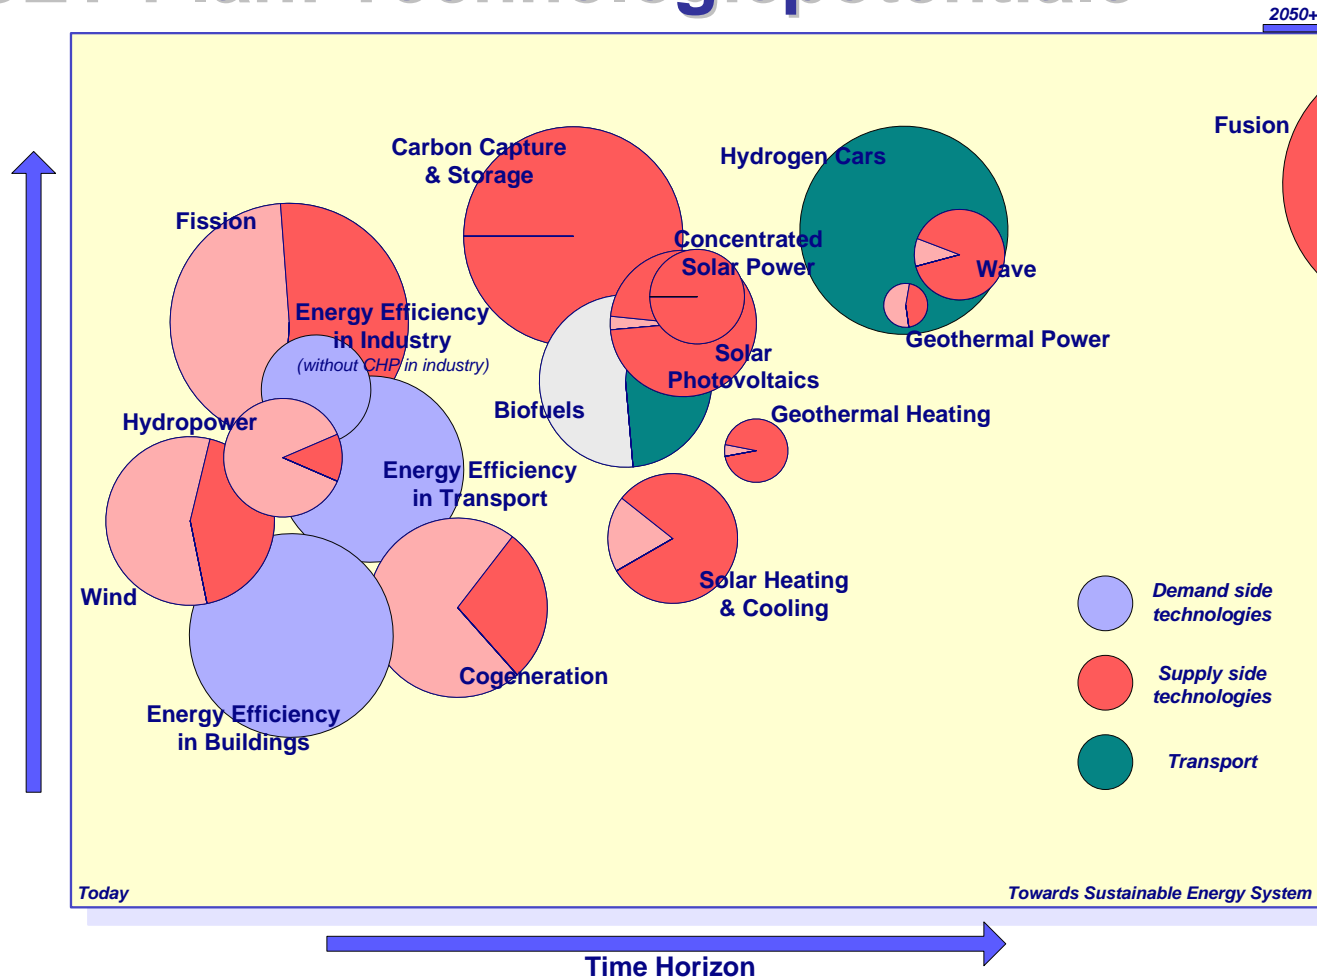 2050+
Fusion
Carbon Capture
& Storage
Hydrogen Cars
Fission
Concentrated
Solar Power
Wave
Energy Efficiency
in Industry
(without CHP in industry)
Geothermal Power
Solar
Photovoltaics
Biofuels
Geothermal Heating
Hydropower
Energy Efficiency
in Transport
Wind
Solar Heating
& Cooling
Demand side
technologies
Cogeneration
Supply side
technologies
Energy Efficiency
in Buildings
Transport
Today
Towards Sustainable Energy System
Time Horizon